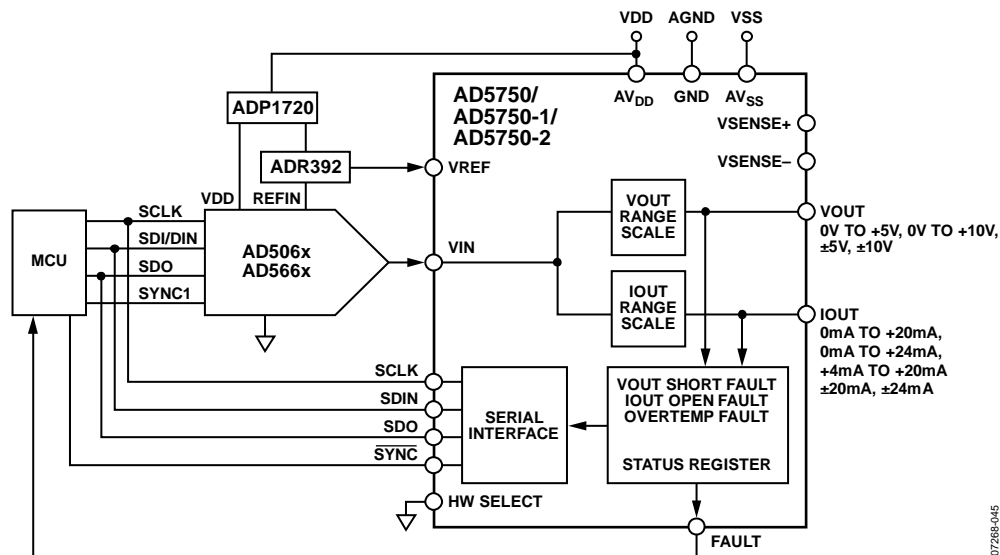 VDD
AGND
VSS
AVDD
GND
AVSS
AD5750/
AD5750-1/
AD5750-2
ADP1720
ADR392
VREF
VSENSE+
VSENSE–
VDD
REFIN
MCU
SCLK
SDI/DIN
SDO
SYNC1
AD506x
AD566x
VIN
VOUT
RANGE
SCALE
VOUT
0V TO +5V, 0V TO +10V,
±5V, ±10V
IOUT
RANGE
SCALE
IOUT
0mA TO +20mA,
0mA TO +24mA,
+4mA TO +20mA
±20mA, ±24mA
SCLK
SDIN
SDO
SYNC
SERIAL
INTERFACE
VOUT SHORT FAULT
IOUT OPEN FAULT
OVERTEMP FAULT
STATUS REGISTER
HW SELECT
FAULT
07268-045